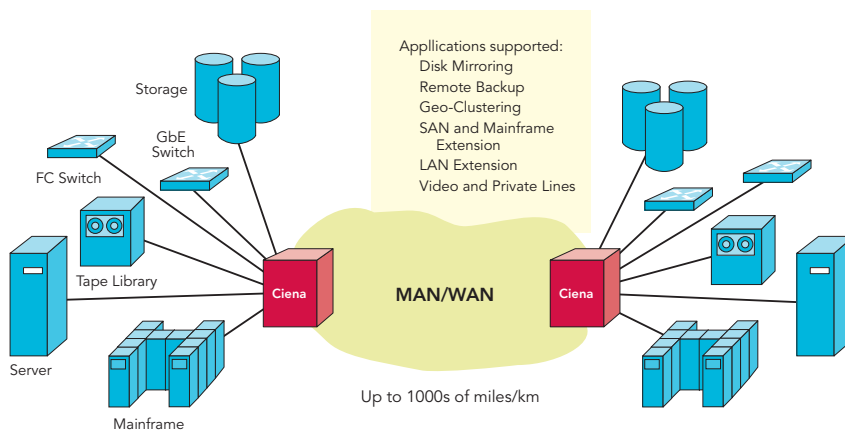 Appllications supported:
Disk Mirroring
Remote Backup
Geo-Clustering
SAN and Mainframe
Extension
LAN Extension
Video and Private Lines
Storage
GbE
Switch
FC Switch
Tape Library
Server
Mainframe
Ciena
MAN/WAN
Ciena
Up to 1000s of miles/km